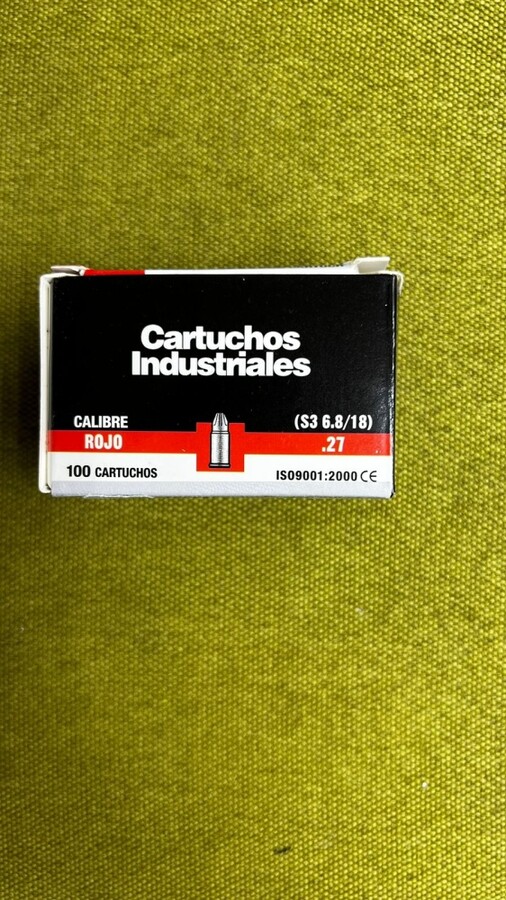 Cartuchos
Industriales
CALIBRE (S3 6.8/18)
ROJO .27
100 CARTUCHOS ISO9001:2000 CE